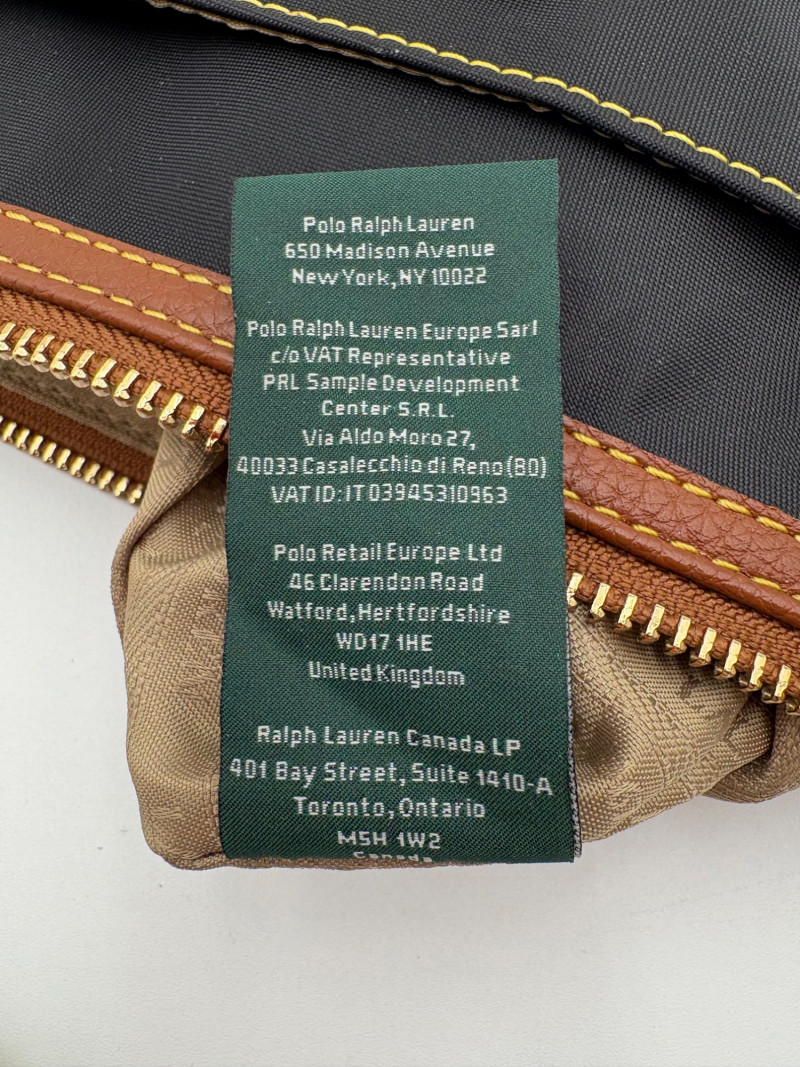 Polo Ralph Lauren
650 Madison Avenue
New York, NY 10022
Polo Ralph Lauren Europe Sarl
c/o VAT Representative
PRL Sample Development
Center S.R.L.
Via Aldo Moro 27,
40033 Casalecchio di Reno (BO)
VAT ID: IT 03945310963
Polo Retail Europe Ltd
46 Clarendon Road
Watford, Hertfordshire
WD17 1HE
United Kingdom
Ralph Lauren Canada LP
401 Bay Street, Suite 1410-A
Toronto, Ontario
M5H 1W2
Canada